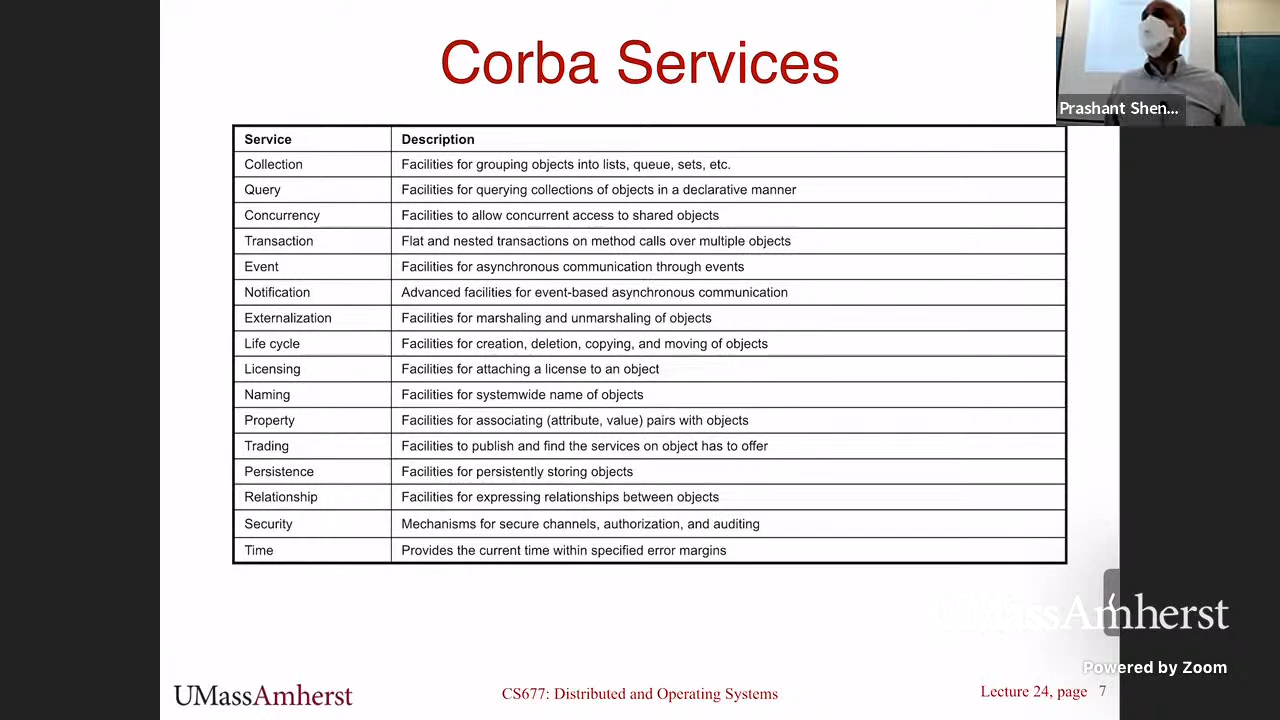 Corba Services
Prashant Shen...
Service Description
Collection Facilities for grouping objects into lists, queue, sets, etc.
Query Facilities for querying collections of objects in a declarative manner
Concurrency Facilities to allow concurrent access to shared objects
Transaction Flat and nested transactions on method calls over multiple objects
Event Facilities for asynchronous communication through events
Notification Advanced facilities for event-based asynchronous communication
Externalization Facilities for marshaling and unmarshaling of objects
Life cycle Facilities for creation, deletion, copying, and moving of objects
Licensing Facilities for attaching a license to an object
Naming Facilities for systemwide name of objects
Property Facilities for associating (attribute, value) pairs with objects
Trading Facilities to publish and find the services on object has to offer
Persistence Facilities for persistently storing objects
Relationship Facilities for expressing relationships between objects
Security Mechanisms for secure channels, authorization, and auditing
Time Provides the current time within specified error margins
UMassAmherst
Powered by Zoom
UMassAmherst
CS677: Distributed and Operating Systems
Lecture 24, page 7